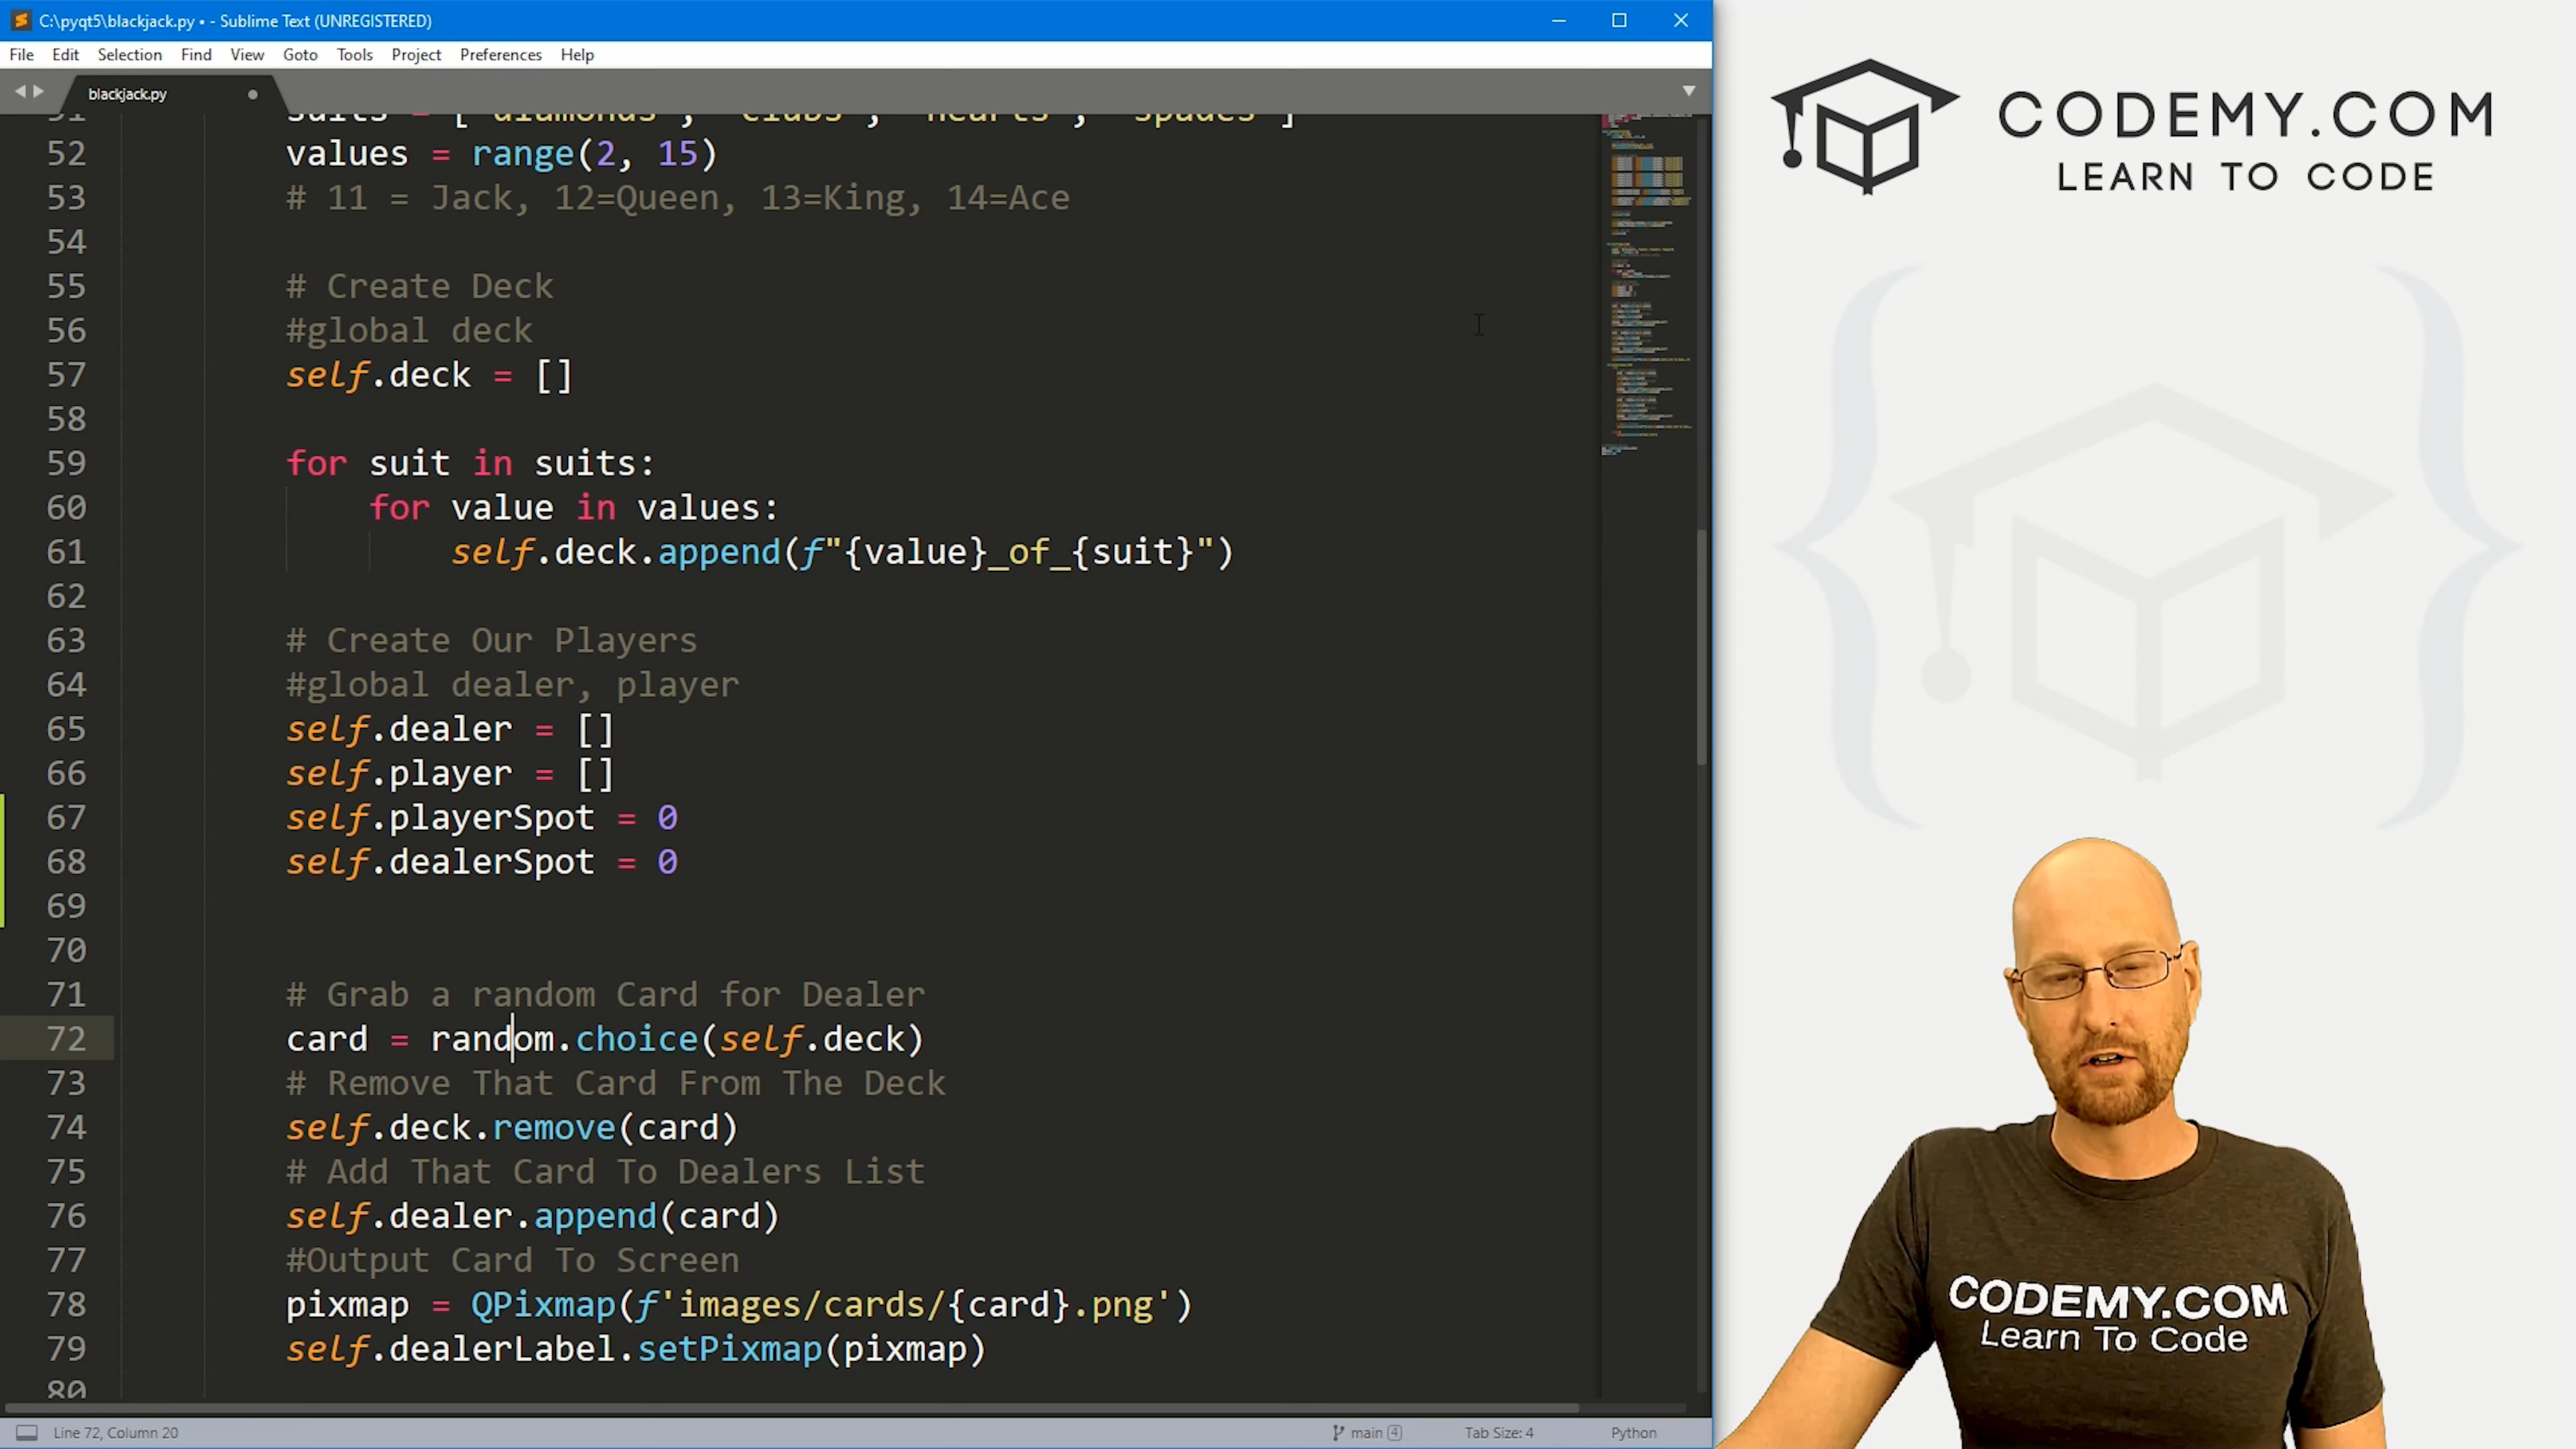 C:\pyqt5\blackjack.py • - Sublime Text (UNREGISTERED)
File Edit Selection Find View Goto Tools Project Preferences Help
blackjack.py
51 suits = ["diamonds", "clubs", "hearts", "spades"]
52 values = range(2, 15)
53 # 11 = Jack, 12=Queen, 13=King, 14=Ace
54
55 # Create Deck
56 #global deck
57 self.deck = []
58
59 for suit in suits:
60 for value in values:
61 self.deck.append(f"{value}_of_{suit}")
62
63 # Create Our Players
64 #global dealer, player
65 self.dealer = []
66 self.player = []
67 self.playerSpot = 0
68 self.dealerSpot = 0
69
70
71 # Grab a random Card for Dealer
72 card = random.choice(self.deck)
73 # Remove That Card From The Deck
74 self.deck.remove(card)
75 # Add That Card To Dealers List
76 self.dealer.append(card)
77 #Output Card To Screen
78 pixmap = QPixmap(f'images/cards/{card}.png')
79 self.dealerLabel.setPixmap(pixmap)
80
Line 72, Column 20 main 4 Tab Size: 4 Python
CODEMY.COM
LEARN TO CODE
CODEMY.COM
Learn To Code